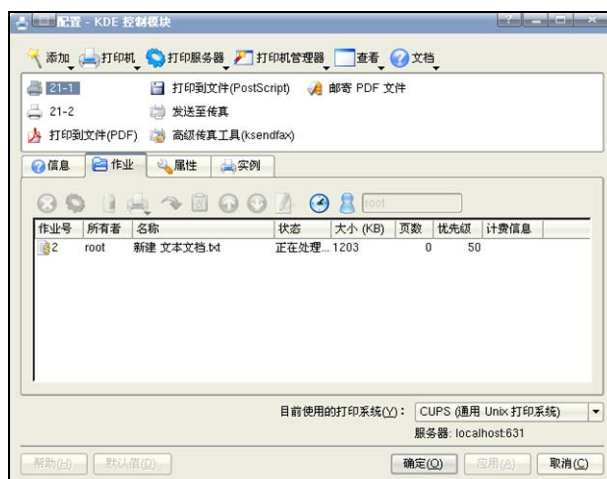 配置 - KDE 控制模块
添加 打印机 打印服务器 打印机管理器 查看 文档
21-1 打印到文件(PostScript) 邮寄 PDF 文件
21-2 发送至传真
打印到文件(PDF) 高级传真工具(ksendfax)
信息 作业 属性 实例
root
作业号 所有者 名称 状态 大小 (KB) 页数 优先级 计费信息
2 root 新建 文本文档.txt 正在处理... 1203 0 50
目前使用的打印系统(Y)： CUPS (通用 Unix 打印系统)
服务器: localhost:631
帮助(H) 默认值(D) 确定(O) 应用(A) 取消(C)